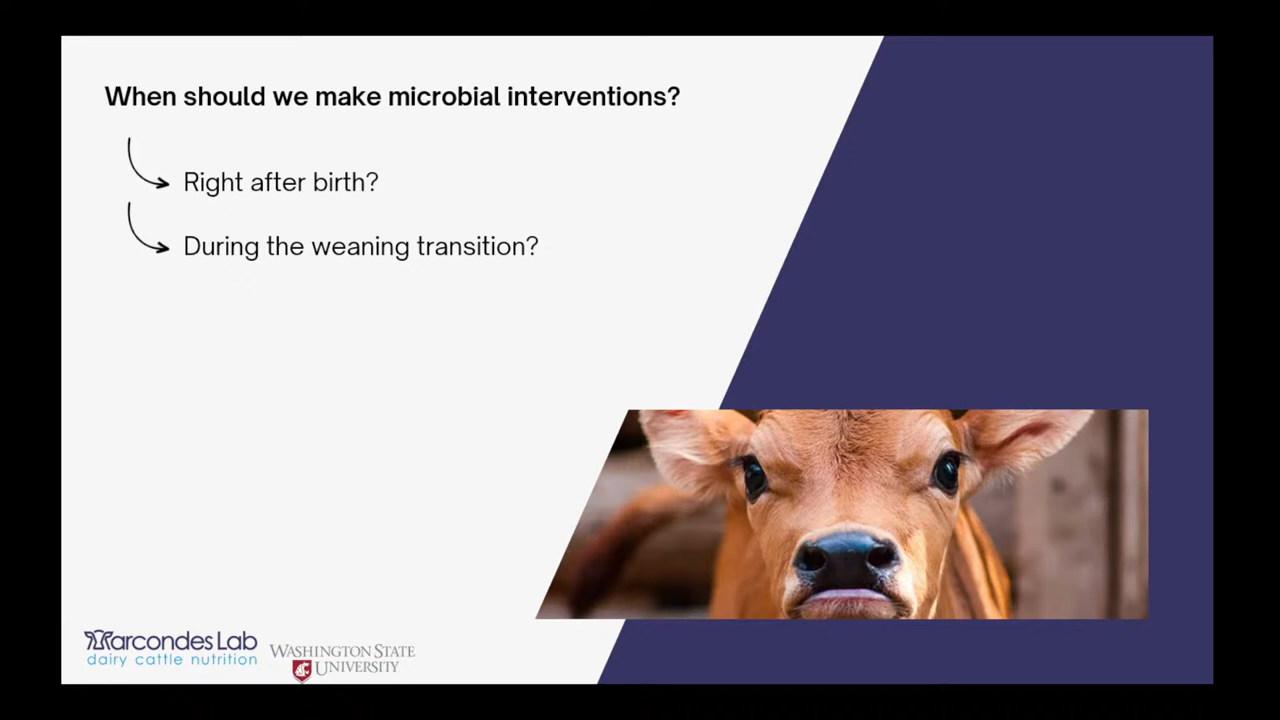 When should we make microbial interventions?
Right after birth?
During the weaning transition?
Marcondes Lab
dairy cattle nutrition
WASHINGTON STATE
UNIVERSITY